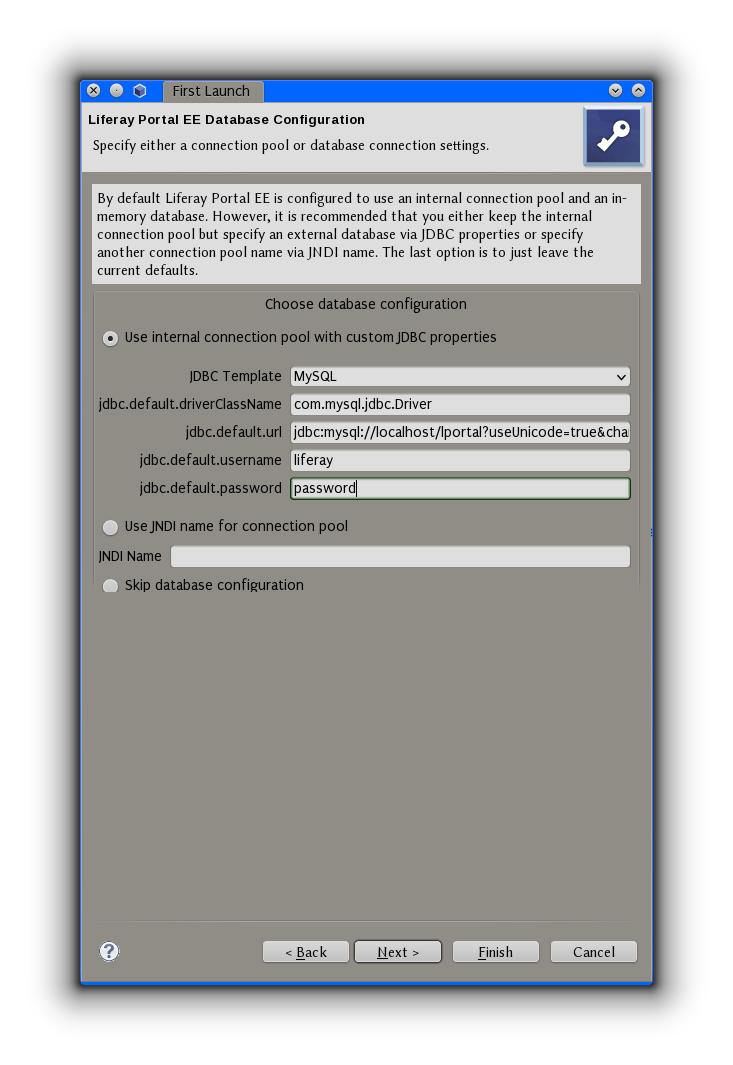 First Launch
Liferay Portal EE Database Configuration
Specify either a connection pool or database connection settings.
By default Liferay Portal EE is configured to use an internal connection pool and an in-
memory database. However, it is recommended that you either keep the internal
connection pool but specify an external database via JDBC properties or specify
another connection pool name via JNDI name. The last option is to just leave the
current defaults.
Choose database configuration
Use internal connection pool with custom JDBC properties
JDBC Template MySQL
jdbc.default.driverClassName com.mysql.jdbc.Driver
jdbc.default.url jdbc:mysql://localhost/lportal?useUnicode=true&cha
jdbc.default.username liferay
jdbc.default.password password
Use JNDI name for connection pool
JNDI Name
Skip database configuration
? < Back Next > Finish Cancel